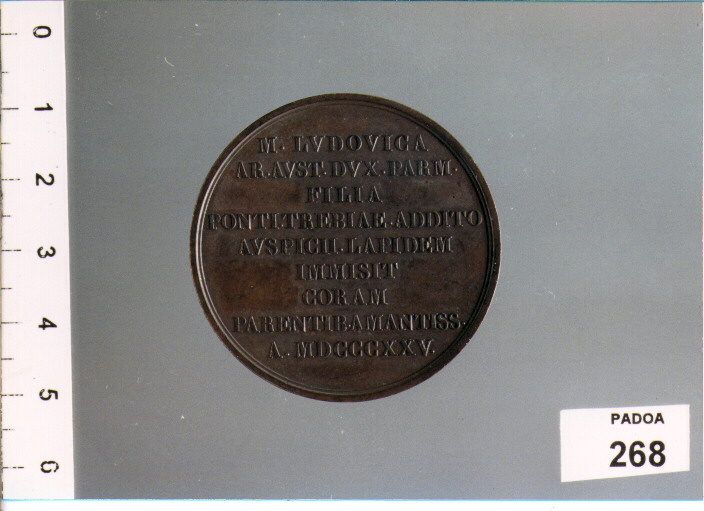 0
1
2
3
4
5
6
M. LVDOVICA
AR. AVST. DVX. PARM.
FILIA
PONTI. TREBIAE. ADDITO
AVSPICII. LAPIDEM
IMMISIT
CORAM
PARENTIB. AMANTISS.
A. MDCCCXXV.
PADOA
268